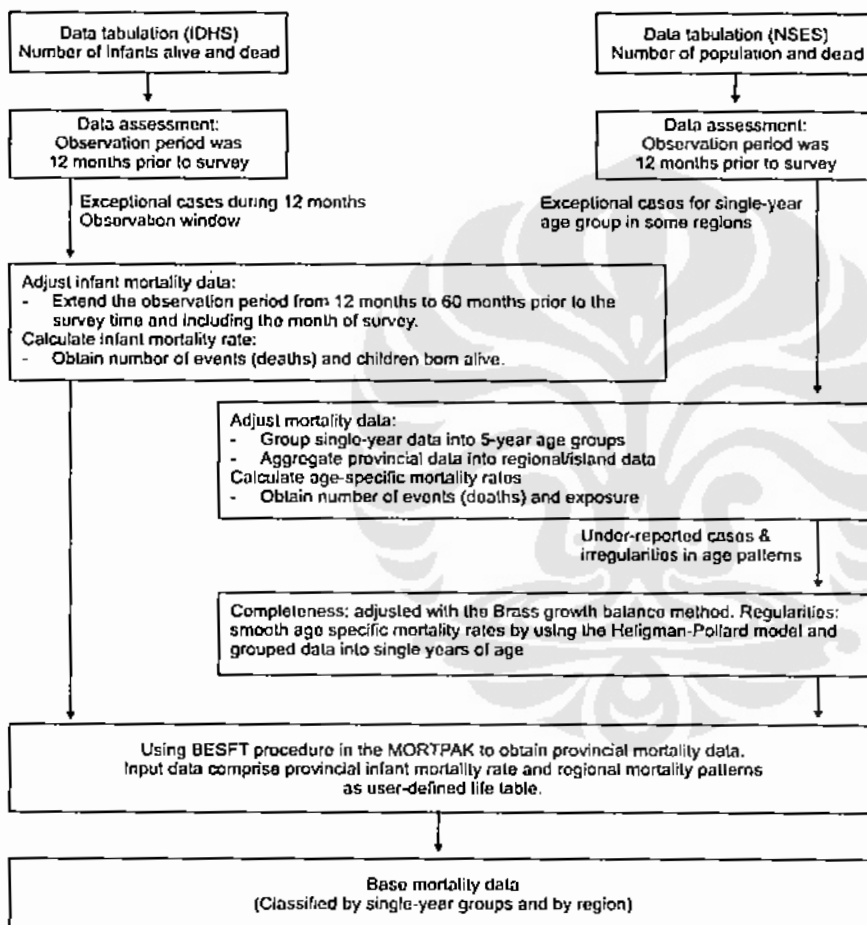 Data tabulation (IDHS)
Number of infants alive and dead
Data tabulation (NSES)
Number of population and dead
Data assessment:
Observation period was
12 months prior to survey
Data assessment:
Observation period was
12 months prior to survey
Exceptional cases during 12 months
Observation window
Exceptional cases for single-year
age group in some regions
Adjust infant mortality data:
- Extend the observation period from 12 months to 60 months prior to the
survey time and including the month of survey.
Calculate infant mortality rate:
- Obtain number of events (deaths) and children born alive.
Adjust mortality data:
- Group single-year data into 5-year age groups
- Aggregate provincial data into regional/island data
Calculate age-specific mortality rates
- Obtain number of events (deaths) and exposure
Under-reported cases &
irregularities in age patterns
Completeness: adjusted with the Brass growth balance method. Regularities:
smooth age specific mortality rates by using the Heligman-Pollard model and
grouped data into single years of age
Using BESFT procedure in the MORTPAK to obtain provincial mortality data.
Input data comprise provincial infant mortality rate and regional mortality patterns
as user-defined life table.
Base mortality data
(Classified by single-year groups and by region)